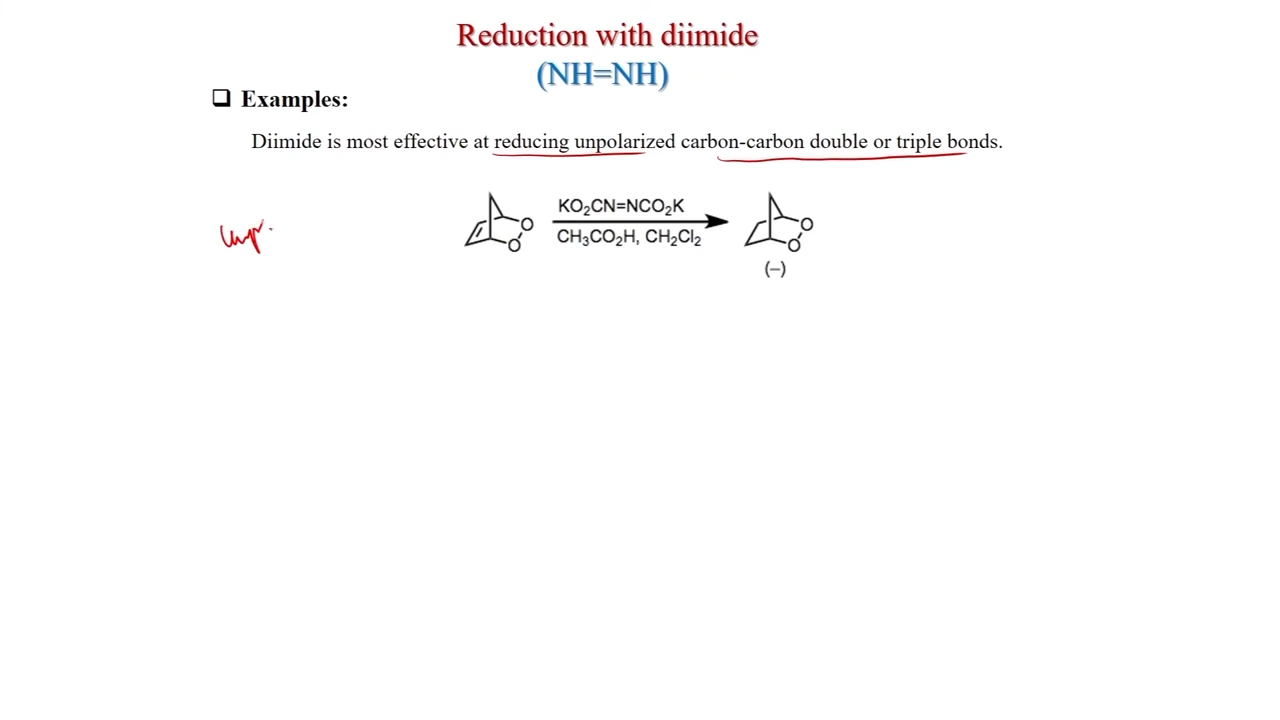 Reduction with diimide
(NH=NH)
❑ Examples:
Diimide is most effective at reducing unpolarized carbon-carbon double or triple bonds.
KO₂CN=NCO₂K
CH₃CO₂H, CH₂Cl₂
O
O
O
O
(–)